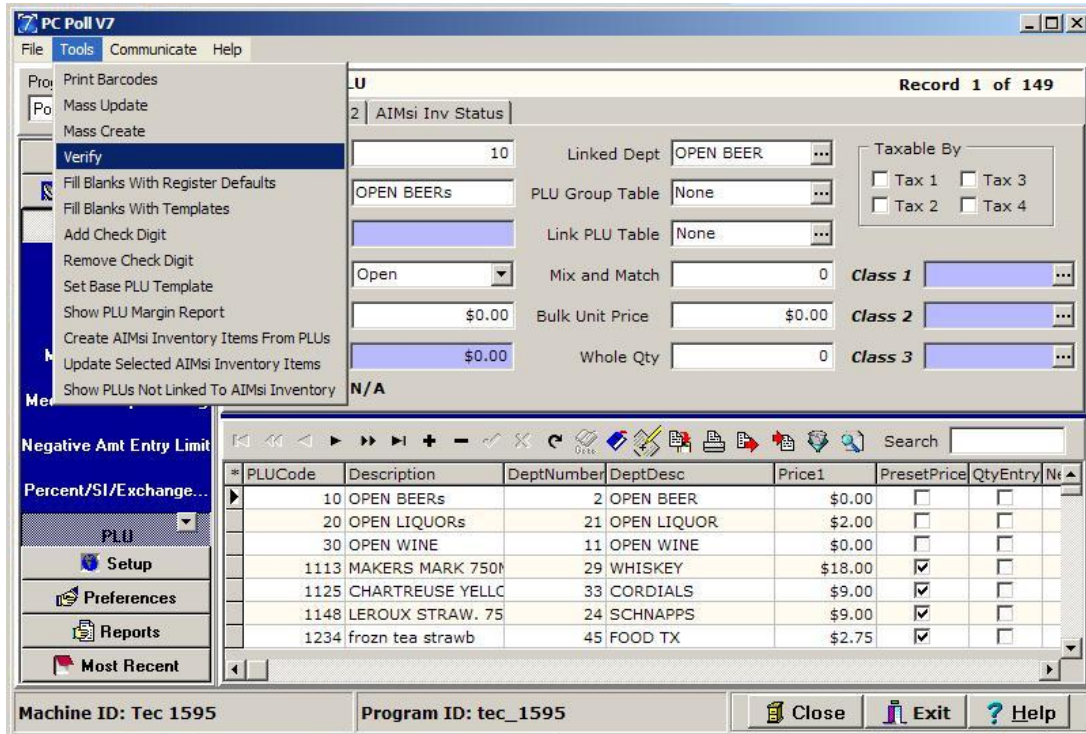 PC Poll V7
File Tools Communicate Help
Print Barcodes
Mass Update
Mass Create
Verify
Fill Blanks With Register Defaults
Fill Blanks With Templates
Add Check Digit
Remove Check Digit
Set Base PLU Template
Show PLU Margin Report
Create AIMsi Inventory Items From PLUs
Update Selected AIMsi Inventory Items
Show PLUs Not Linked To AIMsi Inventory
Record 1 of 149
2 AIMsi Inv Status
10 Linked Dept OPEN BEER ... Taxable By
OPEN BEERs PLU Group Table None ... Tax 1 Tax 3
Tax 2 Tax 4
Link PLU Table None ...
Open Mix and Match 0 Class 1 ...
$0.00 Bulk Unit Price $0.00 Class 2 ...
$0.00 Whole Qty 0 Class 3 ...
N/A
Negative Amt Entry Limit
Percent/SI/Exchange...
PLU
Setup
Preferences
Reports
Most Recent
Search
* PLUCode Description DeptNumber DeptDesc Price1 PresetPrice QtyEntry
10 OPEN BEERs 2 OPEN BEER $0.00
20 OPEN LIQUORs 21 OPEN LIQUOR $2.00
30 OPEN WINE 11 OPEN WINE $0.00
1113 MAKERS MARK 29 WHISKEY $18.00
1125 CHARTREUSE YELLO 33 CORDIALS $9.00
1148 LEROUX STRAW. 75 24 SCHNAPPS $9.00
1234 frozn tea strawb 45 FOOD TX $2.75
Machine ID: Tec 1595 Program ID: tec_1595 Close Exit Help